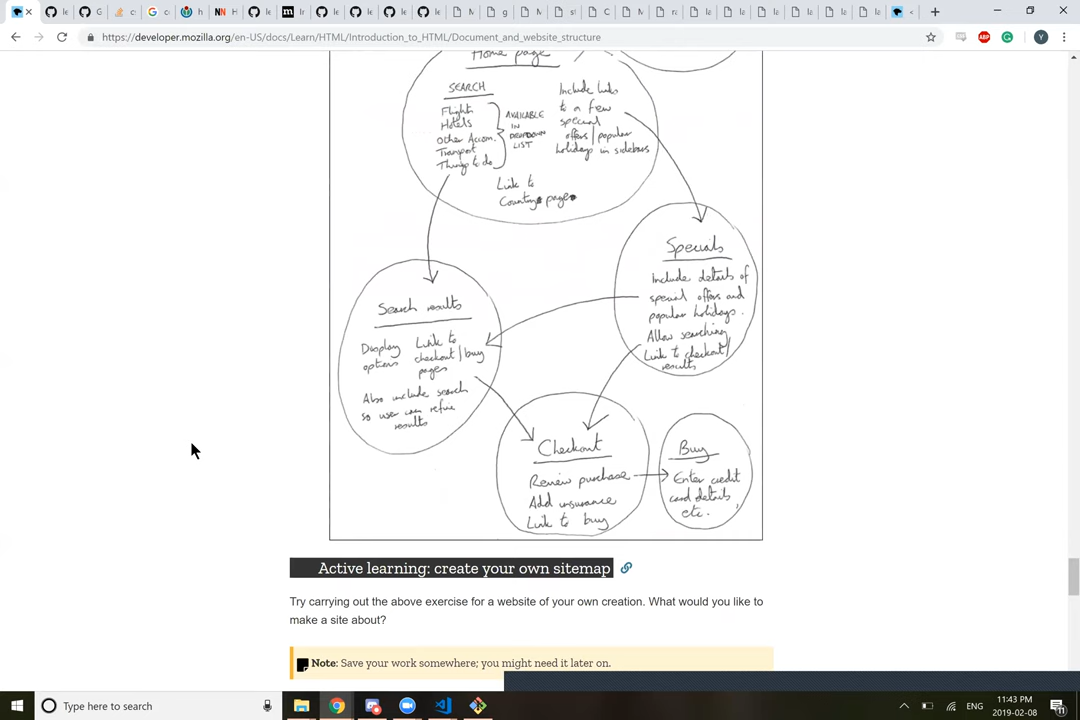 https://developer.mozilla.org/en-US/docs/Learn/HTML/Introduction_to_HTML/Document_and_website_structure
Home page
SEARCH
Flights
Hotels
Other Accom.
Transport
Things to do
AVAILABLE
IN
DROPDOWN
LIST
Include links
to a few
special
offers/popular
holidays in sidebars
Link to
Country pages
Specials
Include details of
special offers and
popular holidays.
Allow searching
Link to checkout/
results
Search results
Display
options
Link to
checkout/buy
pages
Also include search
so user can refine
results
Checkout
Review purchase
Add insurance
Link to buy
Buy
Enter credit
card details,
etc.
Active learning: create your own sitemap
Try carrying out the above exercise for a website of your own creation. What would you like to
make a site about?
Note: Save your work somewhere; you might need it later on.
Type here to search
ENG
11:43 PM
2019-02-08